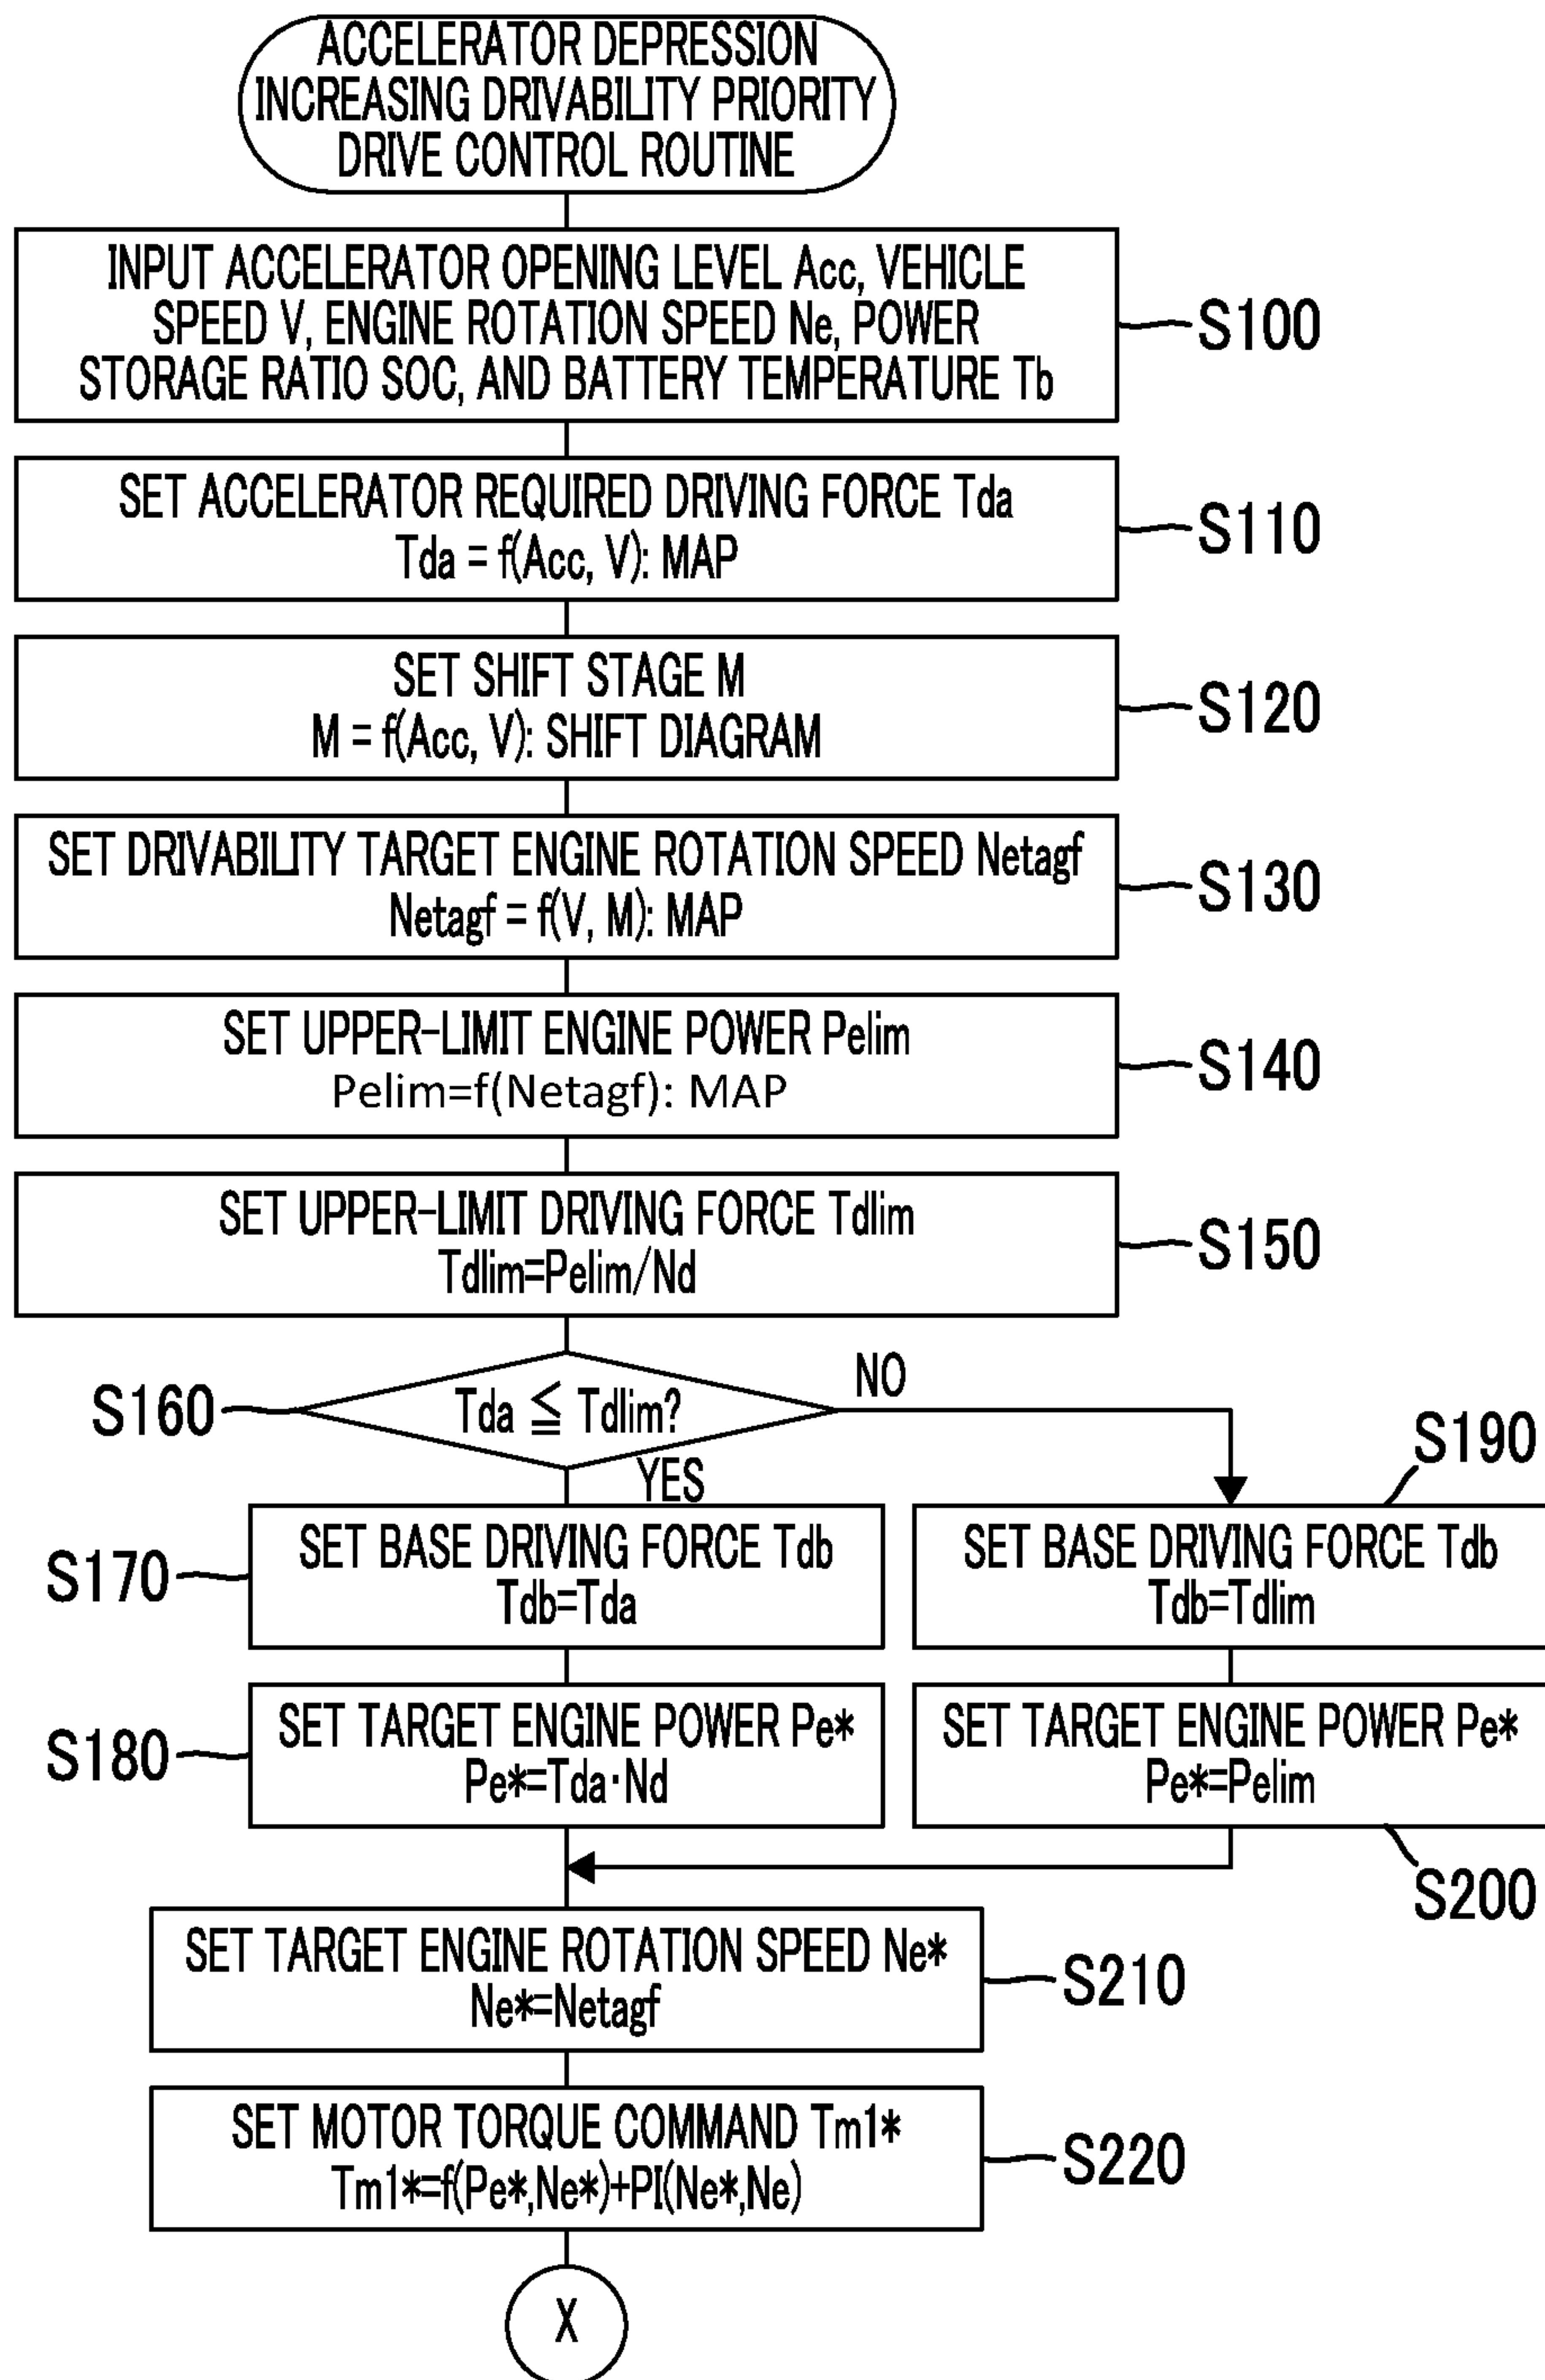 ACCELERATOR DEPRESSION
INCREASING DRIVABILITY PRIORITY
DRIVE CONTROL ROUTINE
INPUT ACCELERATOR OPENING LEVEL Acc, VEHICLE
SPEED V, ENGINE ROTATION SPEED Ne, POWER
STORAGE RATIO SOC, AND BATTERY TEMPERATURE Tb
S100
SET ACCELERATOR REQUIRED DRIVING FORCE Tda
Tda = f(Acc, V): MAP
S110
SET SHIFT STAGE M
M = f(Acc, V): SHIFT DIAGRAM
S120
SET DRIVABILITY TARGET ENGINE ROTATION SPEED Netagf
Netagf = f(V, M): MAP
S130
SET UPPER-LIMIT ENGINE POWER Pelim
Pelim=f(Netagf): MAP
S140
SET UPPER-LIMIT DRIVING FORCE Tdlim
Tdlim=Pelim/Nd
S150
S160
Tda ≦ Tdlim?
NO
YES
S190
S170
SET BASE DRIVING FORCE Tdb
Tdb=Tda
SET BASE DRIVING FORCE Tdb
Tdb=Tdlim
S180
SET TARGET ENGINE POWER Pe*
Pe*=Tda·Nd
SET TARGET ENGINE POWER Pe*
Pe*=Pelim
S200
SET TARGET ENGINE ROTATION SPEED Ne*
Ne*=Netagf
S210
SET MOTOR TORQUE COMMAND Tm1*
Tm1*=f(Pe*,Ne*)+PI(Ne*,Ne)
S220
X